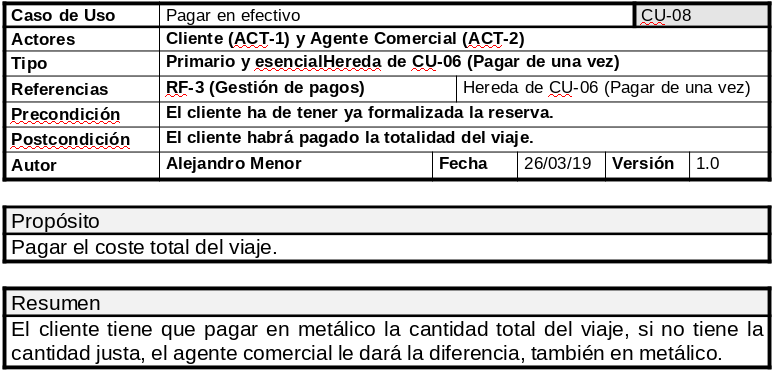 Caso de Uso Pagar en efectivo CU-08
Actores Cliente (ACT-1) y Agente Comercial (ACT-2)
Tipo Primario y esencialHereda de CU-06 (Pagar de una vez)
Referencias RF-3 (Gestión de pagos) Hereda de CU-06 (Pagar de una vez)
Precondición El cliente ha de tener ya formalizada la reserva.
Postcondición El cliente habrá pagado la totalidad del viaje.
Autor Alejandro Menor Fecha 26/03/19 Versión 1.0
Propósito
Pagar el coste total del viaje.
Resumen
El cliente tiene que pagar en metálico la cantidad total del viaje, si no tiene la
cantidad justa, el agente comercial le dará la diferencia, también en metálico.